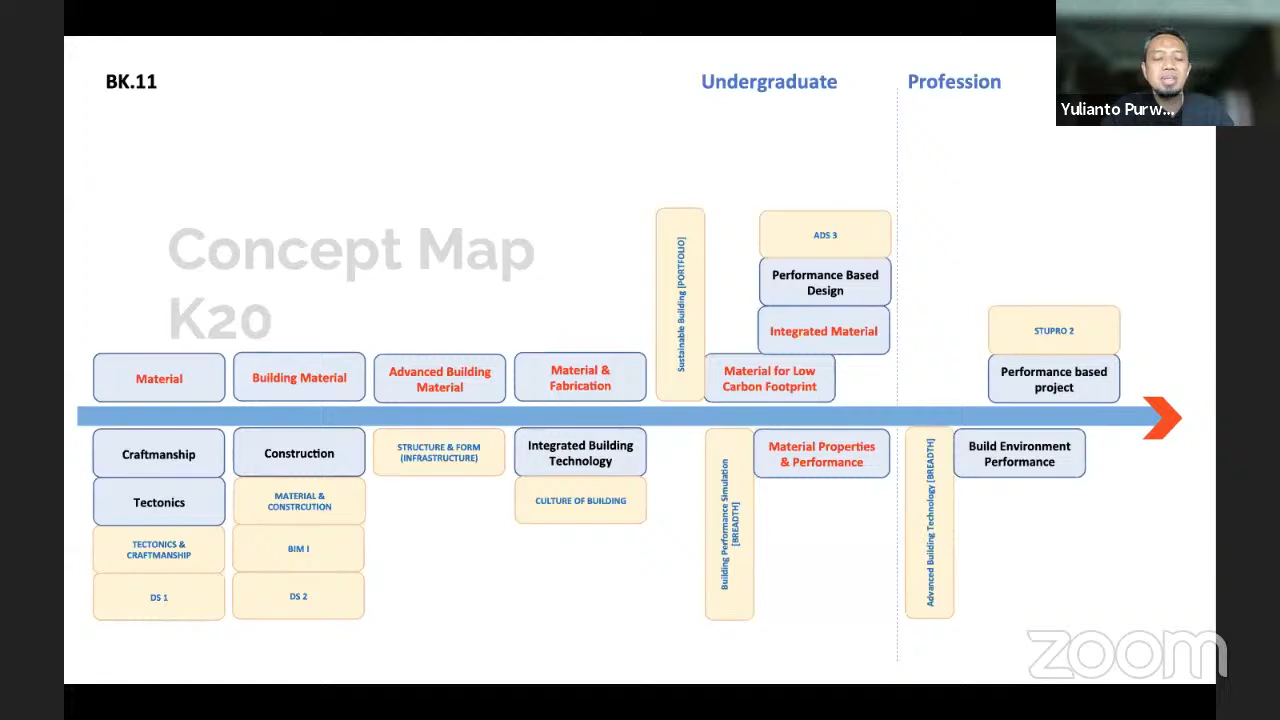 BK.11
Undergraduate
Profession
Yulianto Purw...
Concept Map
K20
Sustainable Building [PORTFOLIO]
ADS 3
Performance Based
Design
Integrated Material
STUPRO 2
Performance based
project
Material
Building Material
Advanced Building
Material
Material &
Fabrication
Material for Low
Carbon Footprint
Craftmanship
Tectonics
TECTONICS &
CRAFTMANSHIP
DS 1
Construction
MATERIAL &
CONSTRCUTION
BIM I
DS 2
STRUCTURE & FORM
(INFRASTRUCTURE)
Integrated Building
Technology
CULTURE OF BUILDING
Building Performance Simulation
[BREADTH]
Material Properties
& Performance
Advanced Building Technology [BREADTH]
Build Environment
Performance
zoom